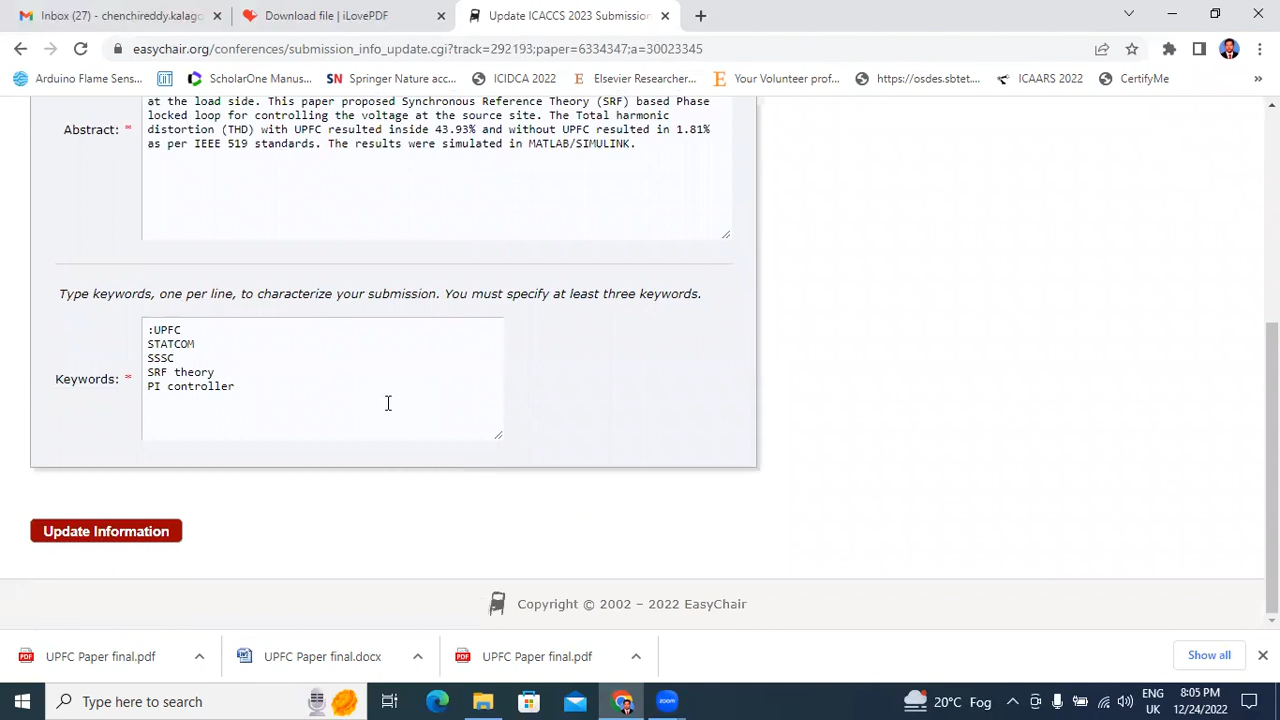 Inbox (27) - chenchireddy.kalago
Download file | iLovePDF
Update ICACCS 2023 Submission
easychair.org/conferences/submission_info_update.cgi?track=292193;paper=6334347;a=30023345
Arduino Flame Sens...
ScholarOne Manus...
SN Springer Nature acc...
ICIDCA 2022
E Elsevier Researcher...
E Your Volunteer prof...
https://osdes.sbtet....
ICAARS 2022
CertifyMe
»
at the load side. This paper proposed Synchronous Reference Theory (SRF) based Phase
locked loop for controlling the voltage at the source site. The Total harmonic
distortion (THD) with UPFC resulted inside 43.93% and without UPFC resulted in 1.81%
as per IEEE 519 standards. The results were simulated in MATLAB/SIMULINK.
Abstract: *
Type keywords, one per line, to characterize your submission. You must specify at least three keywords.
:UPFC
STATCOM
SSSC
SRF theory
PI controller
Keywords: *
Update Information
Copyright © 2002 – 2022 EasyChair
UPFC Paper final.pdf
UPFC Paper final.docx
UPFC Paper final.pdf
Show all
Type here to search
zoom
20°C Fog
ENG
UK
8:05 PM
12/24/2022